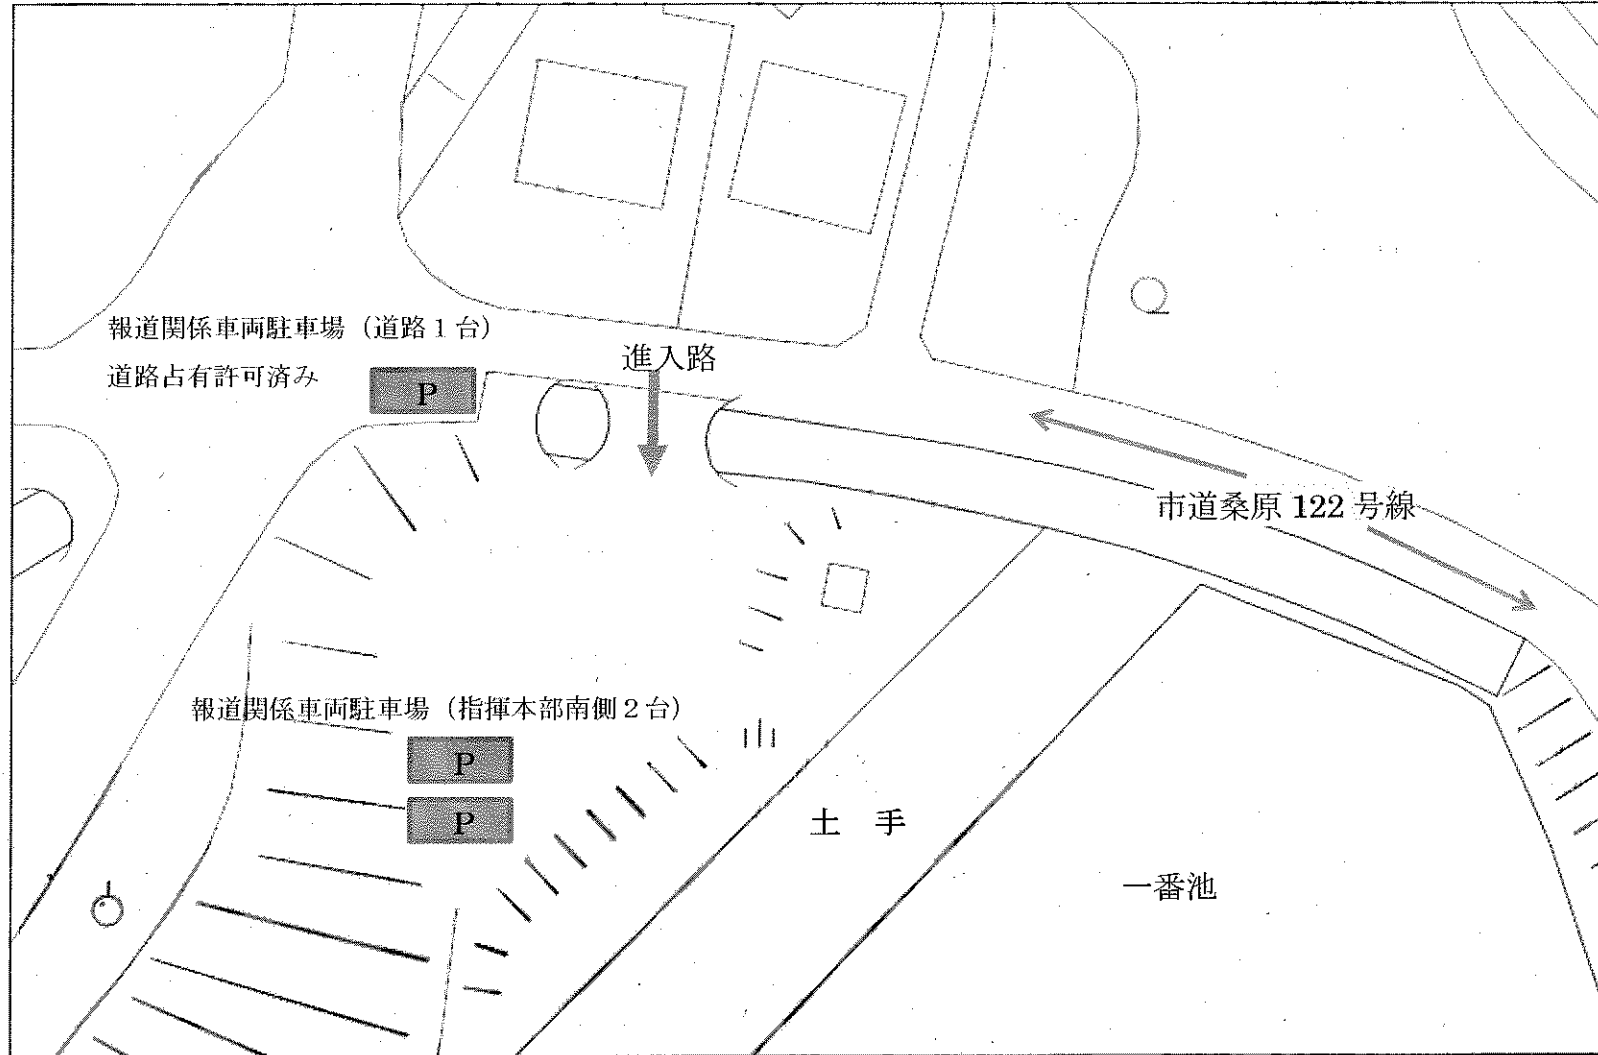 報道関係車両駐車場（道路１台）
道路占有許可済み
P
進入路
市道桑原 122 号線
報道関係車両駐車場（指揮本部南側２台）
P
P
土　手
一番池